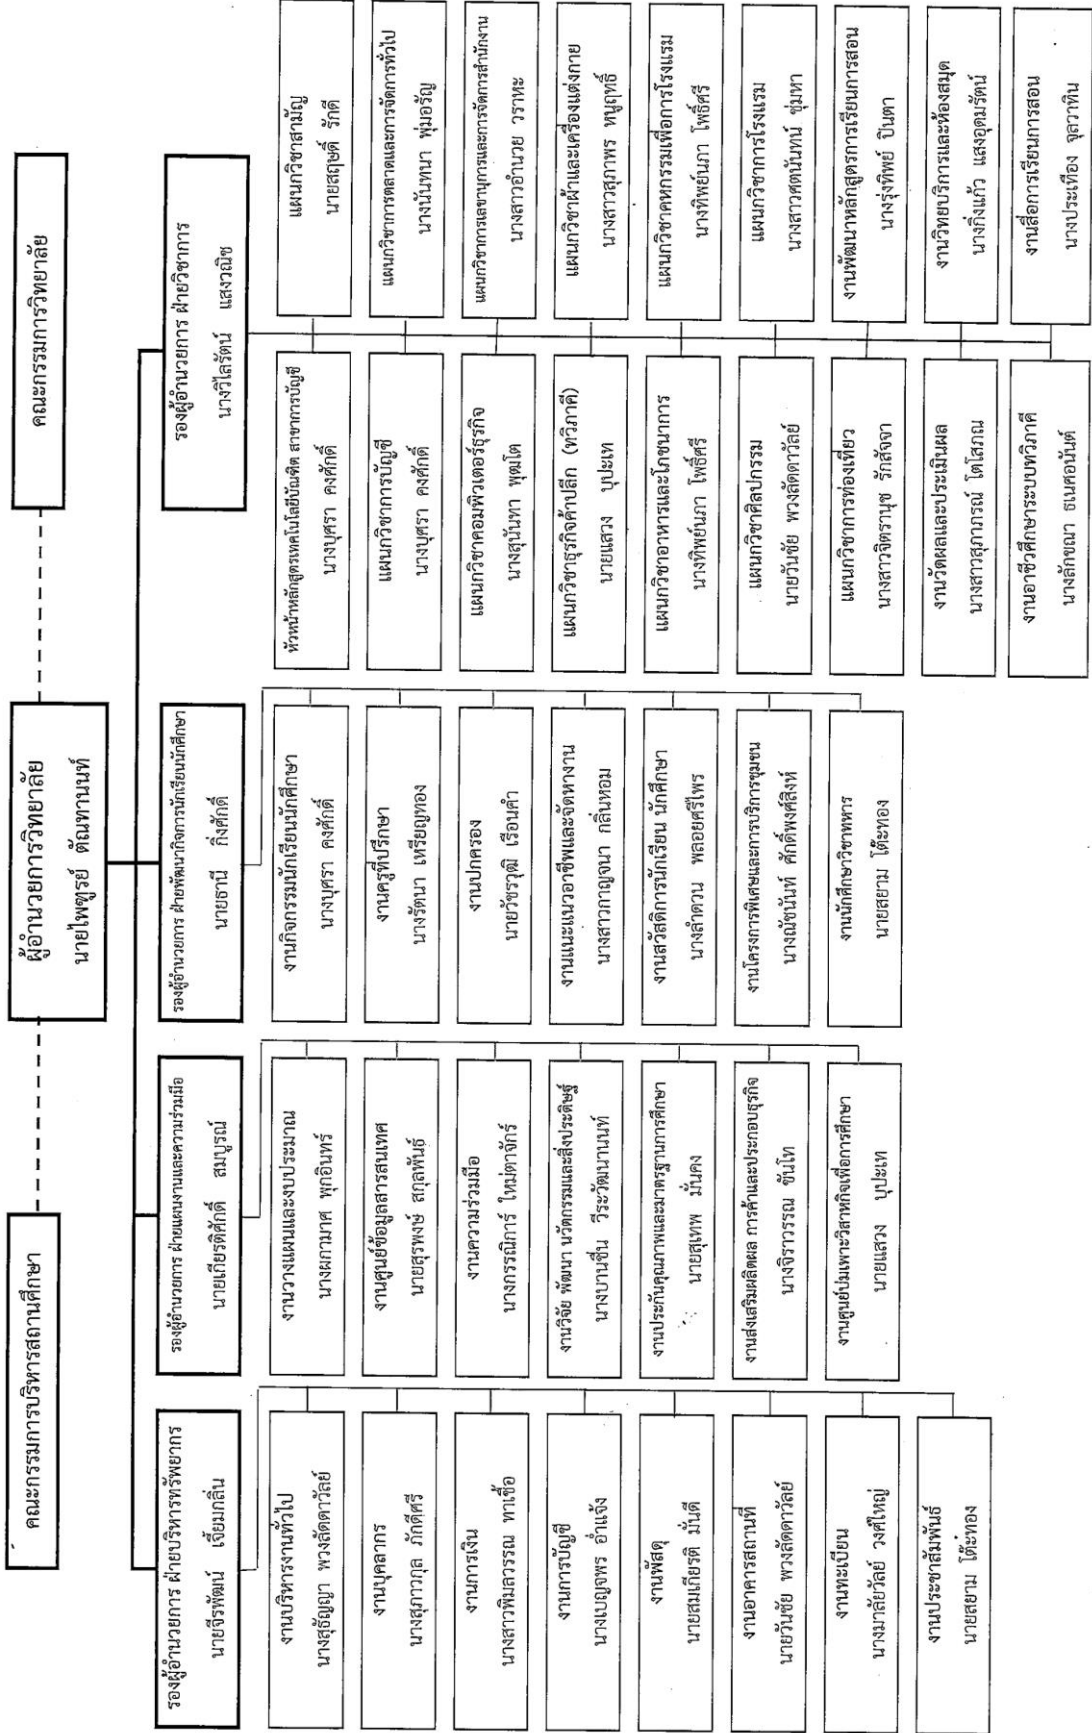 คณะกรรมการบริหารสถานศึกษา
ผู้อำนวยการวิทยาลัย
นายไพฑูรย์ ตัณฑานนท์
คณะกรรมการวิทยาลัย
รองผู้อำนวยการ ฝ่ายบริหารทรัพยากร
นายจีรพัฒน์ เจี๋ยมกลิ่น
งานบริหารงานทั่วไป
นางสุธัญญา พวงลัดดาวัลย์
งานบุคลากร
นางสุภาวกุล ภักดีศรี
งานการเงิน
นางสาวพิมลวรรณ ทาเชื้อ
งานการบัญชี
นางเบญจพร อ่ำแจ้ง
งานพัสดุ
นายสมเกียรติ มั่นดี
งานอาคารสถานที่
นายวันชัย พวงลัดดาวัลย์
งานทะเบียน
นางมาลัยวัลย์ วงศ์ใหญ่
งานประชาสัมพันธ์
นายสยาม โต๊ะทอง
รองผู้อำนวยการ ฝ่ายแผนงานและความร่วมมือ
นายเกียรติศักดิ์ สมบูรณ์
งานวางแผนและงบประมาณ
นางผกามาศ พุกอินทร์
งานศูนย์ข้อมูลสารสนเทศ
นายสุรพงษ์ สกุลพันธ์
งานความร่วมมือ
นางกรรณิการ์ ใหม่ตาจักร์
งานวิจัย พัฒนา นวัตกรรมและสิ่งประดิษฐ์
นางบานชื่น วีระวัฒนานนท์
งานประกันคุณภาพและมาตรฐานการศึกษา
นายสุเทพ มั่นคง
งานส่งเสริมผลิตผล การค้าและประกอบธุรกิจ
นางจิราวรรณ ขันโท
งานศูนย์บ่มเพาะวิสาหกิจเพื่อการศึกษา
นายแสวง บุปะเท
รองผู้อำนวยการ ฝ่ายพัฒนากิจการนักเรียนนักศึกษา
นายธานี กิ่งศักดิ์
งานกิจกรรมนักเรียนนักศึกษา
นางบุศรา คงศักดิ์
งานครูที่ปรึกษา
นางรัตนา เหรียญทอง
งานปกครอง
นายวัชรวุฒิ เรือนคำ
งานแนะแนวอาชีพและจัดหางาน
นางสาวกาญจนา กลิ่นหอม
งานสวัสดิการนักเรียน นักศึกษา
นางลำดวน พลอยศรีไพร
งานโครงการพิเศษและการบริการชุมชน
นางณัชนันท์ ศักดิ์พงศ์สิงห์
งานนักศึกษาวิชาทหาร
นายสยาม โต๊ะทอง
รองผู้อำนวยการ ฝ่ายวิชาการ
นางวิไลรัตน์ แสงวณิช
หัวหน้าหลักสูตรเทคโนโลยีบัณฑิต สาขาการบัญชี
นางบุศรา คงศักดิ์
แผนกวิชาการบัญชี
นางบุศรา คงศักดิ์
แผนกวิชาคอมพิวเตอร์ธุรกิจ
นางสุนันทา พุฒโต
แผนกวิชาธุรกิจค้าปลีก (ทวิภาคี)
นายแสวง บุปะเท
แผนกวิชาอาหารและโภชนาการ
นางทิพย์นภา โพธิ์ศรี
แผนกวิชาศิลปกรรม
นายวันชัย พวงลัดดาวัลย์
แผนกวิชาการท่องเที่ยว
นางสาวจิตรานุช รักสัจจา
งานวัดผลและประเมินผล
นางสาวสุภาภรณ์ โตโสภณ
งานอาชีวศึกษาระบบทวิภาคี
นางลักขณา ธเนศอนันต์
แผนกวิชาสามัญ
นายสฤษดิ์ รักดี
แผนกวิชาการตลาดและการจัดการทั่วไป
นางนันทนา พุ่มอรัญ
แผนกวิชาการเลขานุการและการจัดการสำนักงาน
นางสาวอำนวย วราหะ
แผนกวิชาผ้าและเครื่องแต่งกาย
นางสาวสุภาพร หนูฤทธิ์
แผนกวิชาคหกรรมเพื่อการโรงแรม
นางทิพย์นภา โพธิ์ศรี
แผนกวิชาการโรงแรม
นางสาวศตนันทน์ ชุ่มหา
งานพัฒนาหลักสูตรการเรียนการสอน
นางรุ่งทิพย์ ปินตา
งานวิทยบริการและห้องสมุด
นางกิ่งแก้ว แสงอุดมรัตน์
งานสื่อการเรียนการสอน
นางประเทือง จูลวาทิน